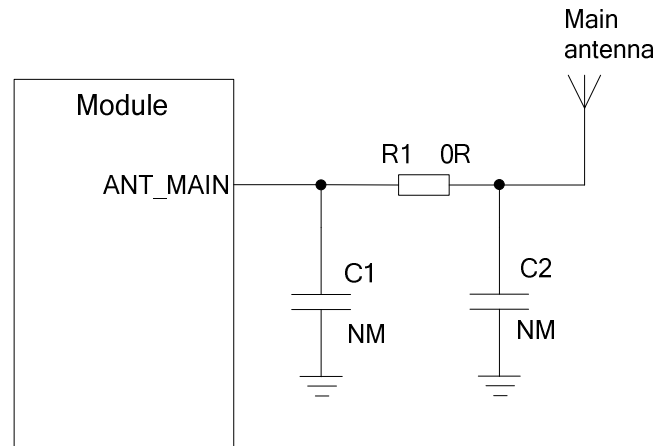 Main
antenna
Module
R1 0R
ANT_MAIN
C1
NM
C2
NM